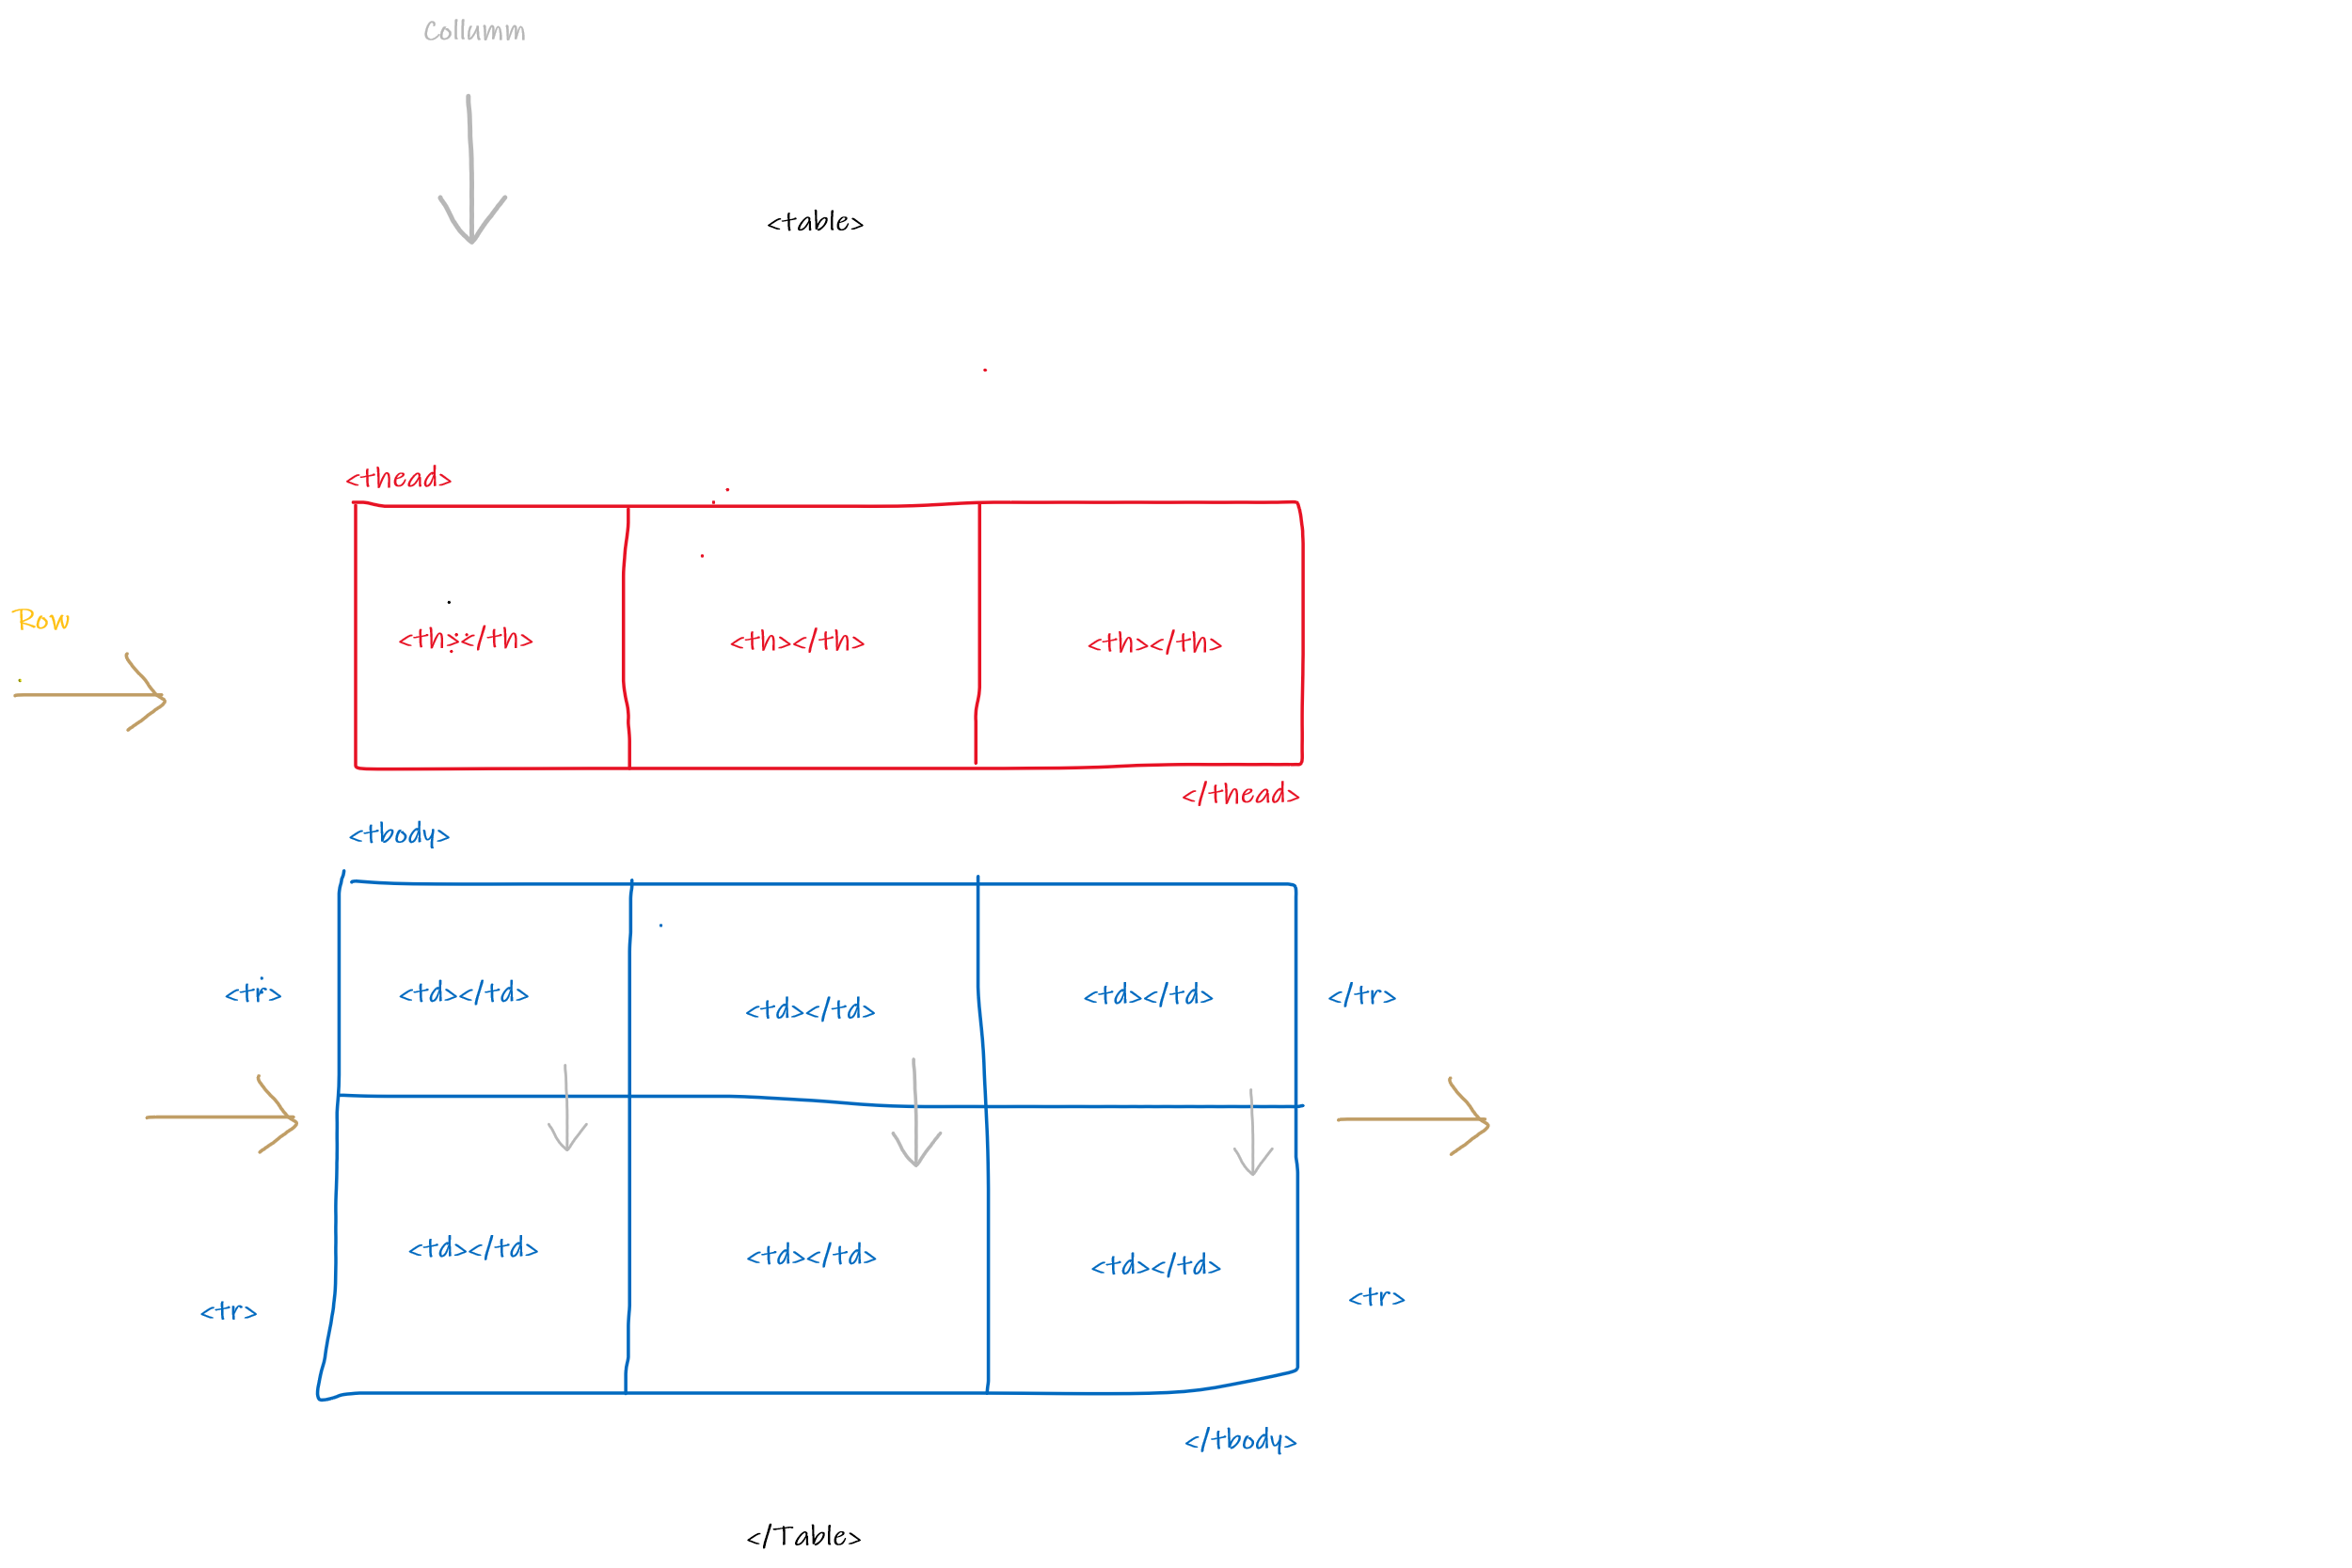 Collumn
<table>
<thead>
Row
<th></th> <th></th> <th></th>
</thead>
<tbody>
<tr> <td></td> <td></td> <td></td> </tr>
<td></td> <td></td> <td></td>
<tr> <tr>
</tbody>
</Table>